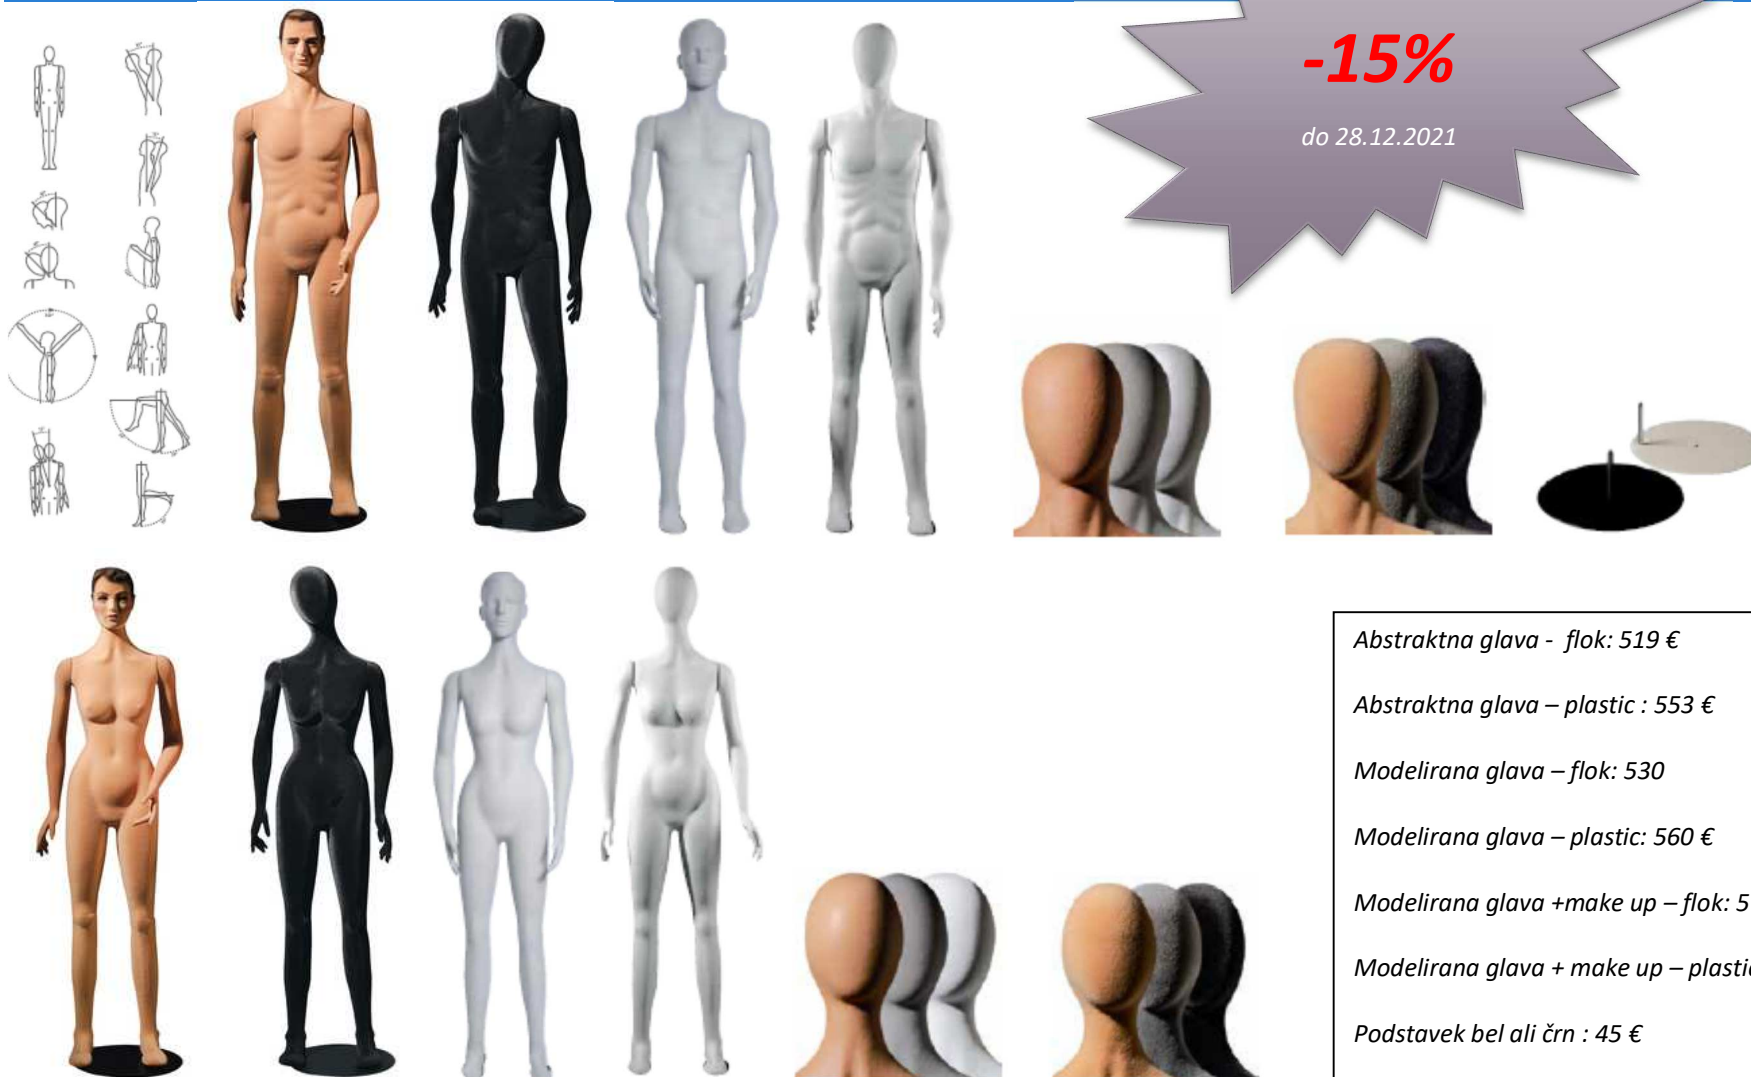 -15%
do 28.12.2021
Abstraktna glava - flok: 519 €
Abstraktna glava – plastic : 553 €
Modelirana glava – flok: 530
Modelirana glava – plastic: 560 €
Modelirana glava +make up – flok: 5
Modelirana glava + make up –
Podstavek bel ali črn : 45 €